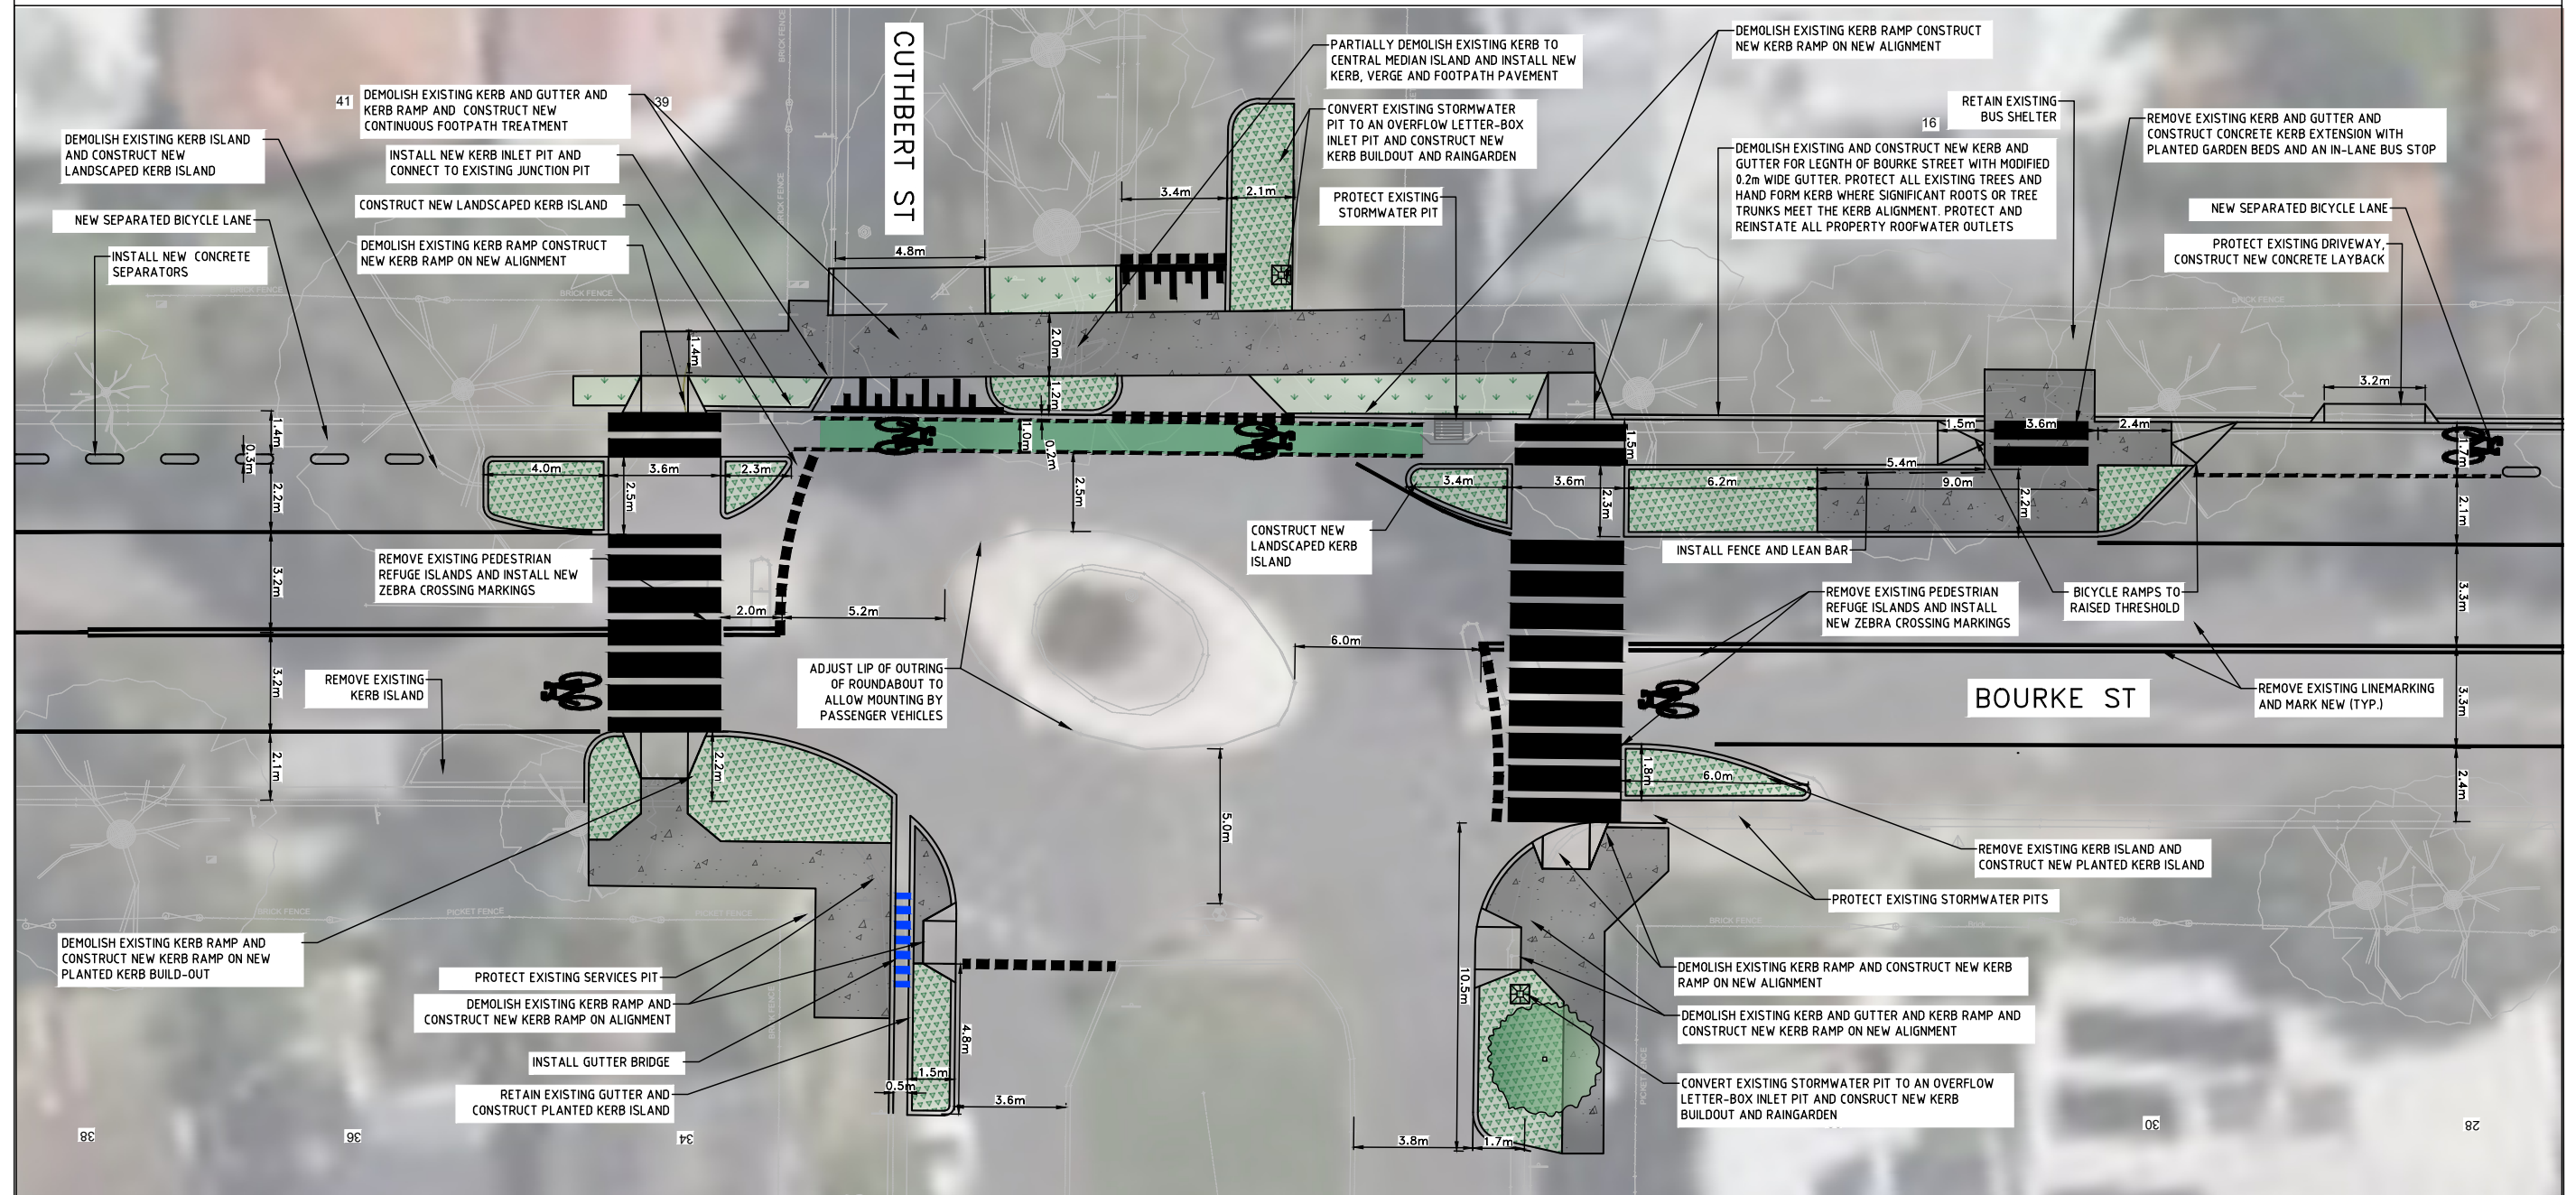 CUTHBERT ST
BOURKE ST
41
39
16
DEMOLISH EXISTING KERB AND GUTTER AND
KERB RAMP AND CONSTRUCT NEW
CONTINUOUS FOOTPATH TREATMENT
DEMOLISH EXISTING KERB ISLAND
AND CONSTRUCT NEW
LANDSCAPED KERB ISLAND
INSTALL NEW KERB INLET PIT AND
CONNECT TO EXISTING JUNCTION PIT
CONSTRUCT NEW LANDSCAPED KERB ISLAND
NEW SEPARATED BICYCLE LANE
DEMOLISH EXISTING KERB RAMP CONSTRUCT
NEW KERB RAMP ON NEW ALIGNMENT
INSTALL NEW CONCRETE
SEPARATORS
PARTIALLY DEMOLISH EXISTING KERB TO
CENTRAL MEDIAN ISLAND AND INSTALL NEW
KERB, VERGE AND FOOTPATH PAVEMENT
CONVERT EXISTING STORMWATER
PIT TO AN OVERFLOW LETTER-BOX
INLET PIT AND CONSTRUCT NEW
KERB BUILDOUT AND RAINGARDEN
PROTECT EXISTING
STORMWATER PIT
DEMOLISH EXISTING KERB RAMP CONSTRUCT
NEW KERB RAMP ON NEW ALIGNMENT
RETAIN EXISTING
BUS SHELTER
DEMOLISH EXISTING AND CONSTRUCT NEW KERB AND
GUTTER FOR LEGNTH OF BOURKE STREET WITH MODIFIED
0.2m WIDE GUTTER. PROTECT ALL EXISTING TREES AND
HAND FORM KERB WHERE SIGNIFICANT ROOTS OR TREE
TRUNKS MEET THE KERB ALIGNMENT. PROTECT AND
REINSTATE ALL PROPERTY ROOFWATER OUTLETS
REMOVE EXISTING KERB AND GUTTER AND
CONSTRUCT CONCRETE KERB EXTENSION WITH
PLANTED GARDEN BEDS AND AN IN-LANE BUS STOP
NEW SEPARATED BICYCLE LANE
PROTECT EXISTING DRIVEWAY,
CONSTRUCT NEW CONCRETE LAYBACK
BRICK FENCE
BRICK FENCE
BRICK FENCE
BRICK FENCE
BRICK FENCE
3.4m
2.1m
4.8m
2.0m
1.4m
1.2m
3.2m
1.4m
0.3m
2.2m
4.0m
3.6m
2.3m
2.5m
1.0m
0.2m
2.5m
3.4m
3.6m
1.5m
2.3m
6.2m
5.4m
9.0m
2.2m
1.5m
3.6m
2.4m
1.7m
2.1m
CONSTRUCT NEW
LANDSCAPED KERB
ISLAND
INSTALL FENCE AND LEAN BAR
REMOVE EXISTING PEDESTRIAN
REFUGE ISLANDS AND INSTALL NEW
ZEBRA CROSSING MARKINGS
REMOVE EXISTING PEDESTRIAN
REFUGE ISLANDS AND INSTALL
NEW ZEBRA CROSSING MARKINGS
BICYCLE RAMPS TO
RAISED THRESHOLD
3.2m
2.0m
5.2m
6.0m
3.3m
3.2m
3.3m
REMOVE EXISTING
KERB ISLAND
ADJUST LIP OF OUTRING
OF ROUNDABOUT TO
ALLOW MOUNTING BY
PASSENGER VEHICLES
REMOVE EXISTING LINEMARKING
AND MARK NEW (TYP.)
2.1m
2.2m
5.0m
1.8m
6.0m
2.4m
REMOVE EXISTING KERB ISLAND AND
CONSTRUCT NEW PLANTED KERB ISLAND
PROTECT EXISTING STORMWATER PITS
BRICK FENCE
PICKET FENCE
PICKET FENCE
BRICK FENCE
DEMOLISH EXISTING KERB RAMP AND
CONSTRUCT NEW KERB RAMP ON NEW
PLANTED KERB BUILD-OUT
PROTECT EXISTING SERVICES PIT
DEMOLISH EXISTING KERB RAMP AND
CONSTRUCT NEW KERB RAMP ON ALIGNMENT
INSTALL GUTTER BRIDGE
RETAIN EXISTING GUTTER AND
CONSTRUCT PLANTED KERB ISLAND
DEMOLISH EXISTING KERB RAMP AND CONSTRUCT NEW KERB
RAMP ON NEW ALIGNMENT
DEMOLISH EXISTING KERB AND GUTTER AND KERB RAMP AND
CONSTRUCT NEW KERB RAMP ON NEW ALIGNMENT
CONVERT EXISTING STORMWATER PIT TO AN OVERFLOW
LETTER-BOX INLET PIT AND CONSRUCT NEW KERB
BUILDOUT AND RAINGARDEN
BRICK FENCE
PICKET FENCE
4.8m
1.5m
0.5m
3.6m
10.5m
3.8m
1.7m
38
36
34
30
28